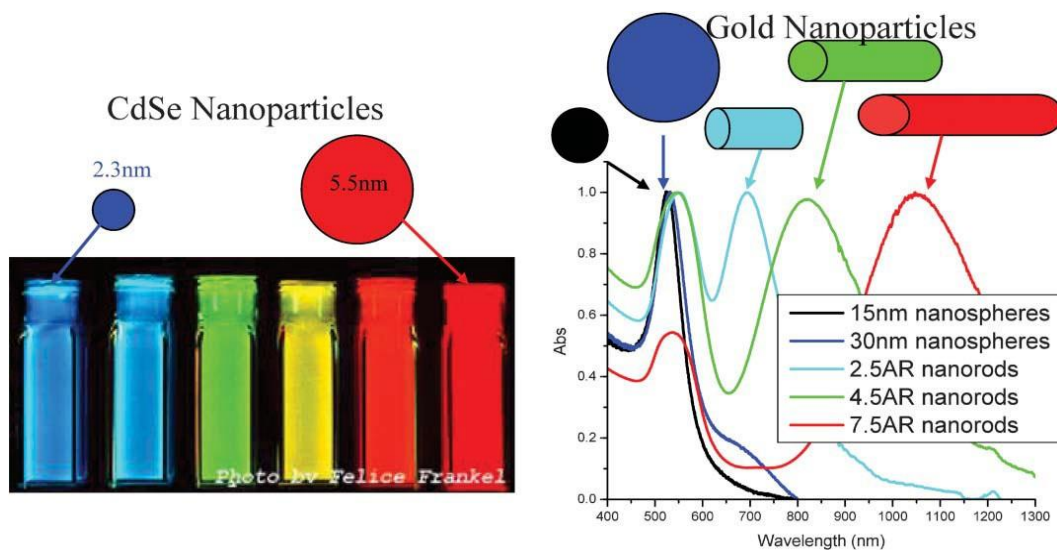 CdSe Nanoparticles
2.3nm
5.5nm
Photo by Felice Frankel
Gold Nanoparticles
Abs
1.0
0.8
0.6
0.4
0.2
0.0
15nm nanospheres
30nm nanospheres
2.5AR nanorods
4.5AR nanorods
7.5AR nanorods
400 500 600 700 800 900 1000 1100 1200 1300
Wavelength (nm)